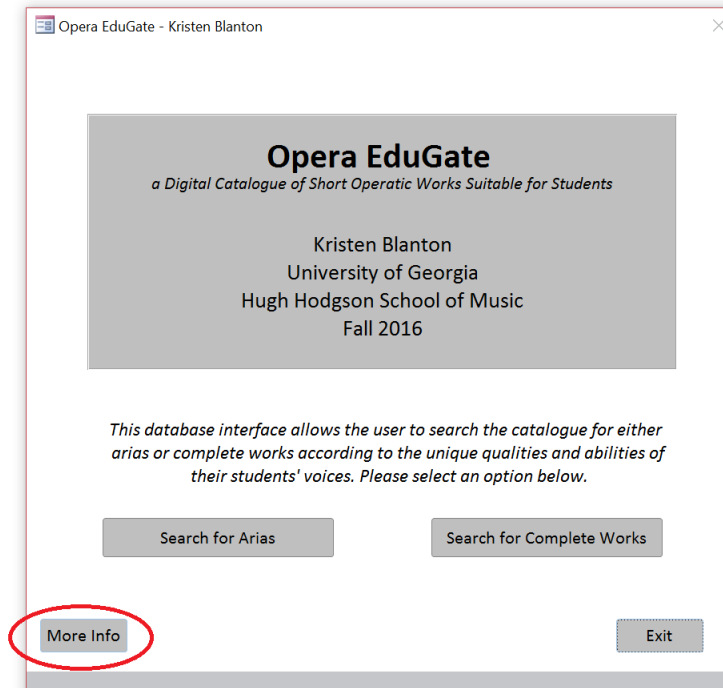 Opera EduGate - Kristen Blanton
Opera EduGate
a Digital Catalogue of Short Operatic Works Suitable for Students
Kristen Blanton
University of Georgia
Hugh Hodgson School of Music
Fall 2016
This database interface allows the user to search the catalogue for either
arias or complete works according to the unique qualities and abilities of
their students' voices. Please select an option below.
Search for Arias
Search for Complete Works
More Info
Exit